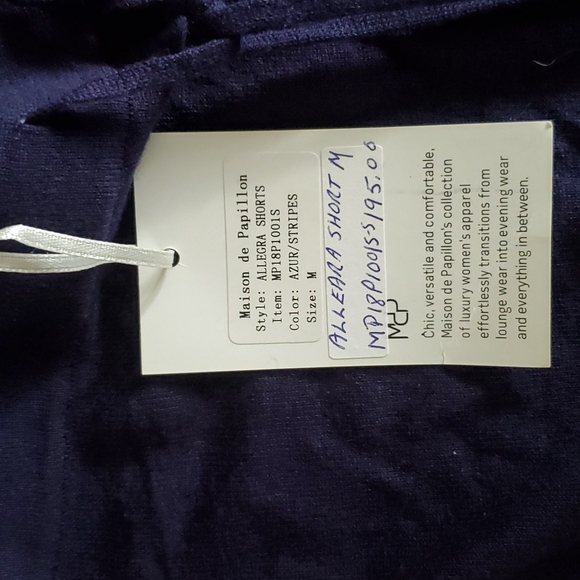 Maison de Papillon
Style: ALLEGRA SHORTS
Item: MP18P1001S
Color: AZUR/STRIPES
Size: M
ALLEARA SHORT M
MP18P1001S-S195.00
MDP
Chic, versatile and comfortable,
Maison de Papillon's collection
of luxury women's apparel
effortlessly transitions from
lounge wear into evening wear
and everything in between.